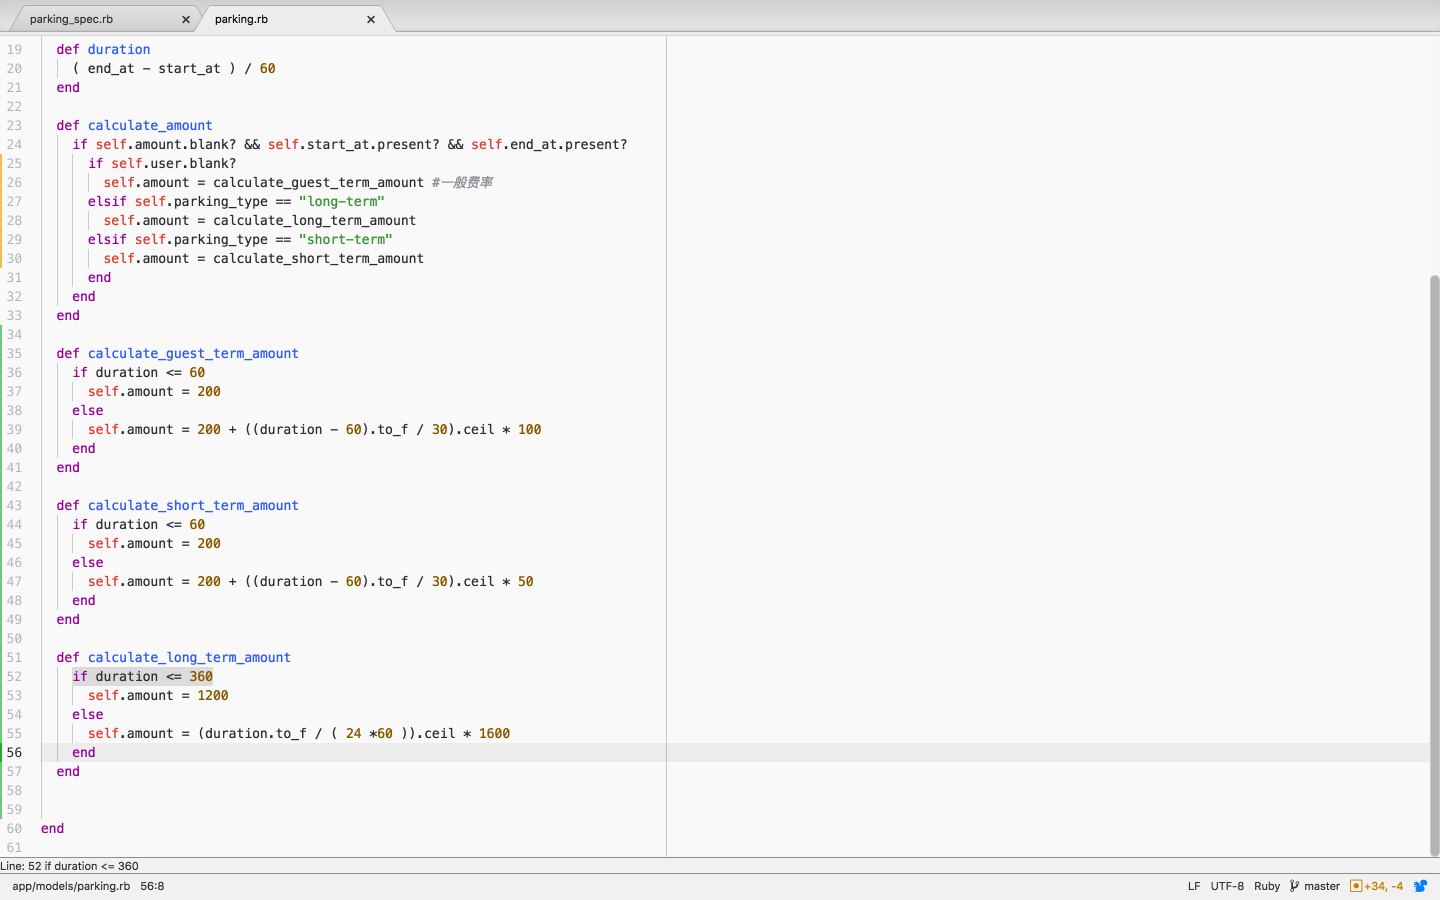 parking_spec.rb × parking.rb ×
19 def duration
20 ( end_at - start_at ) / 60
21 end
22
23 def calculate_amount
24 if self.amount.blank? && self.start_at.present? && self.end_at.present?
25 if self.user.blank?
26 self.amount = calculate_guest_term_amount #一般费率
27 elsif self.parking_type == "long-term"
28 self.amount = calculate_long_term_amount
29 elsif self.parking_type == "short-term"
30 self.amount = calculate_short_term_amount
31 end
32 end
33 end
34
35 def calculate_guest_term_amount
36 if duration <= 60
37 self.amount = 200
38 else
39 self.amount = 200 + ((duration - 60).to_f / 30).ceil * 100
40 end
41 end
42
43 def calculate_short_term_amount
44 if duration <= 60
45 self.amount = 200
46 else
47 self.amount = 200 + ((duration - 60).to_f / 30).ceil * 50
48 end
49 end
50
51 def calculate_long_term_amount
52 if duration <= 360
53 self.amount = 1200
54 else
55 self.amount = (duration.to_f / ( 24 *60 )).ceil * 1600
56 end
57 end
58
59
60 end
61
Line: 52 if duration <= 360
app/models/parking.rb 56:8 LF UTF-8 Ruby master +34, -4